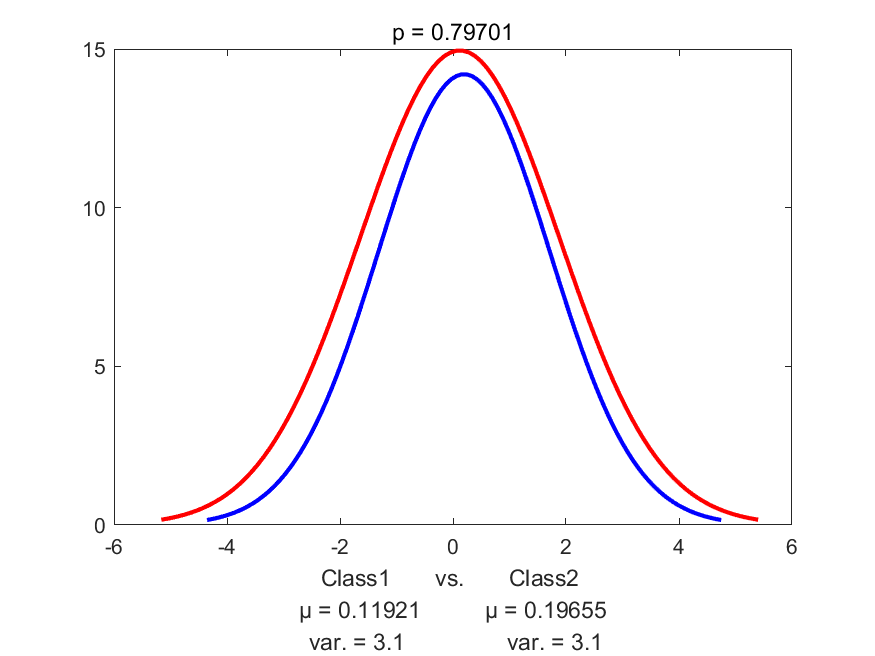 p = 0.79701
15
10
5
0
-6 -4 -2 0 2 4 6
Class1 vs. Class2
μ = 0.11921 μ = 0.19655
var. = 3.1 var. = 3.1